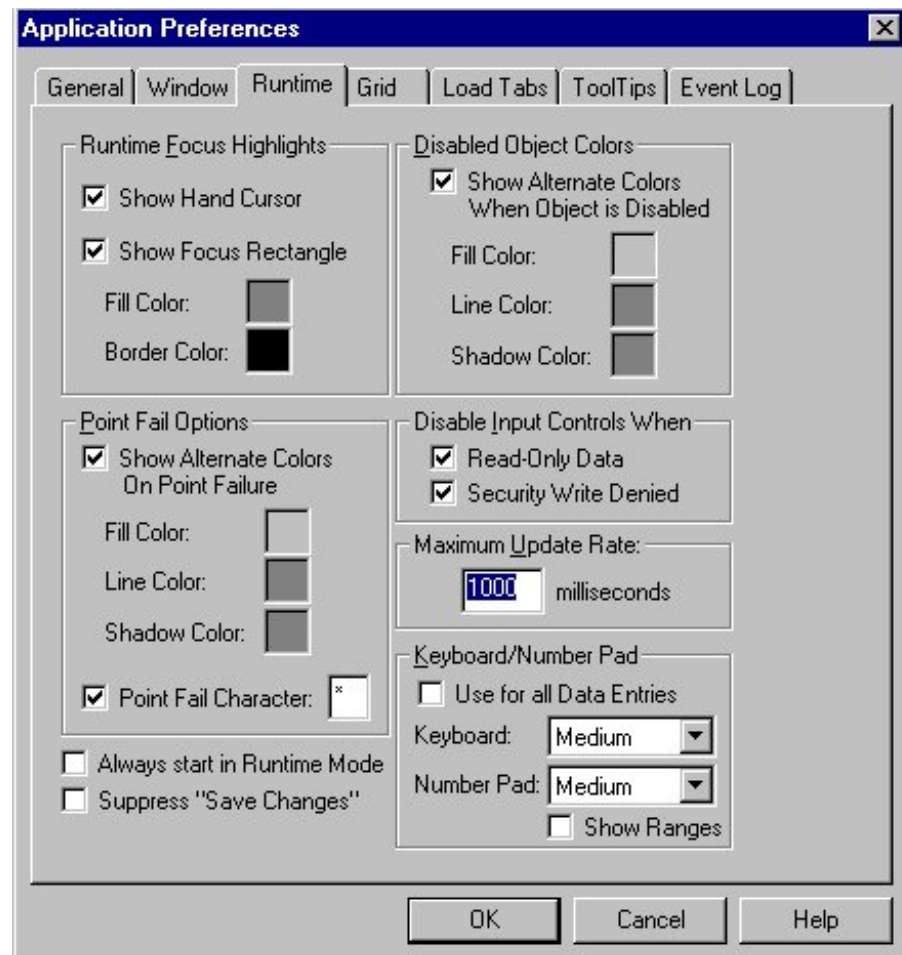 Application Preferences
General Window Runtime Grid Load Tabs ToolTips Event Log
Runtime Focus Highlights
Show Hand Cursor
Show Focus Rectangle
Fill Color:
Border Color:
Disabled Object Colors
Show Alternate Colors
When Object is Disabled
Fill Color:
Line Color:
Shadow Color:
Point Fail Options
Show Alternate Colors
On Point Failure
Fill Color:
Line Color:
Shadow Color:
Point Fail Character: *
Always start in Runtime Mode
Suppress "Save Changes"
Disable Input Controls When
Read-Only Data
Security Write Denied
Maximum Update Rate:
1000 milliseconds
Keyboard/Number Pad
Use for all Data Entries
Keyboard: Medium
Number Pad: Medium
Show Ranges
OK Cancel Help